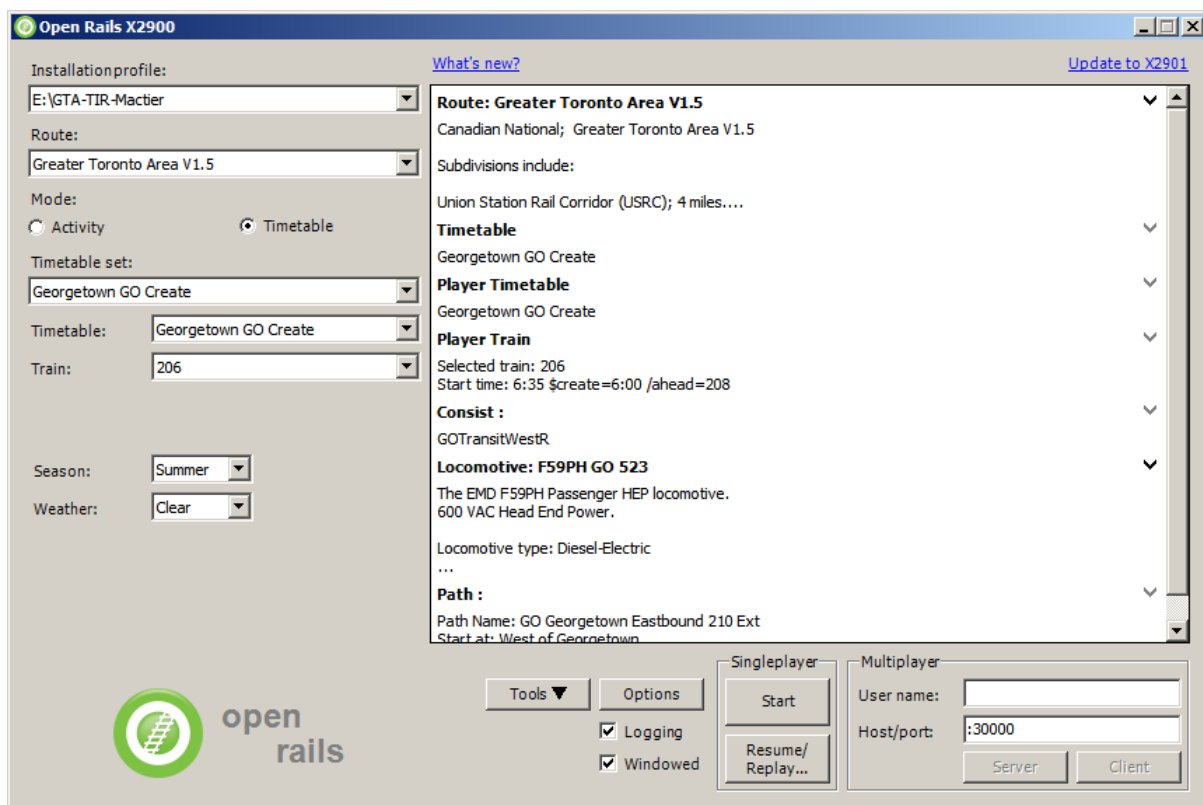 Open Rails X2900
Installation profile:
E:\GTA-TIR-Mactier
Route:
Greater Toronto Area V1.5
Mode:
Activity
Timetable
Timetable set:
Georgetown GO Create
Timetable:
Georgetown GO Create
Train:
206
Season:
Summer
Weather:
Clear
What's new?
Update to X2901
Route: Greater Toronto Area V1.5
Canadian National;  Greater Toronto Area V1.5
Subdivisions include:
Union Station Rail Corridor (USRC); 4 miles....
Timetable
Georgetown GO Create
Player Timetable
Georgetown GO Create
Player Train
Selected train: 206
Start time: 6:35 $create=6:00 /ahead=208
Consist :
GOTransitWestR
Locomotive: F59PH GO 523
The EMD F59PH Passenger HEP locomotive.
600 VAC Head End Power.
Locomotive type: Diesel-Electric
...
Path :
Path Name: GO Georgetown Eastbound 210 Ext
Start at: West of Georgetown
open
rails
Tools
Options
Logging
Windowed
Singleplayer
Start
Resume/
Replay...
Multiplayer
User name:
Host/port:
:30000
Server
Client